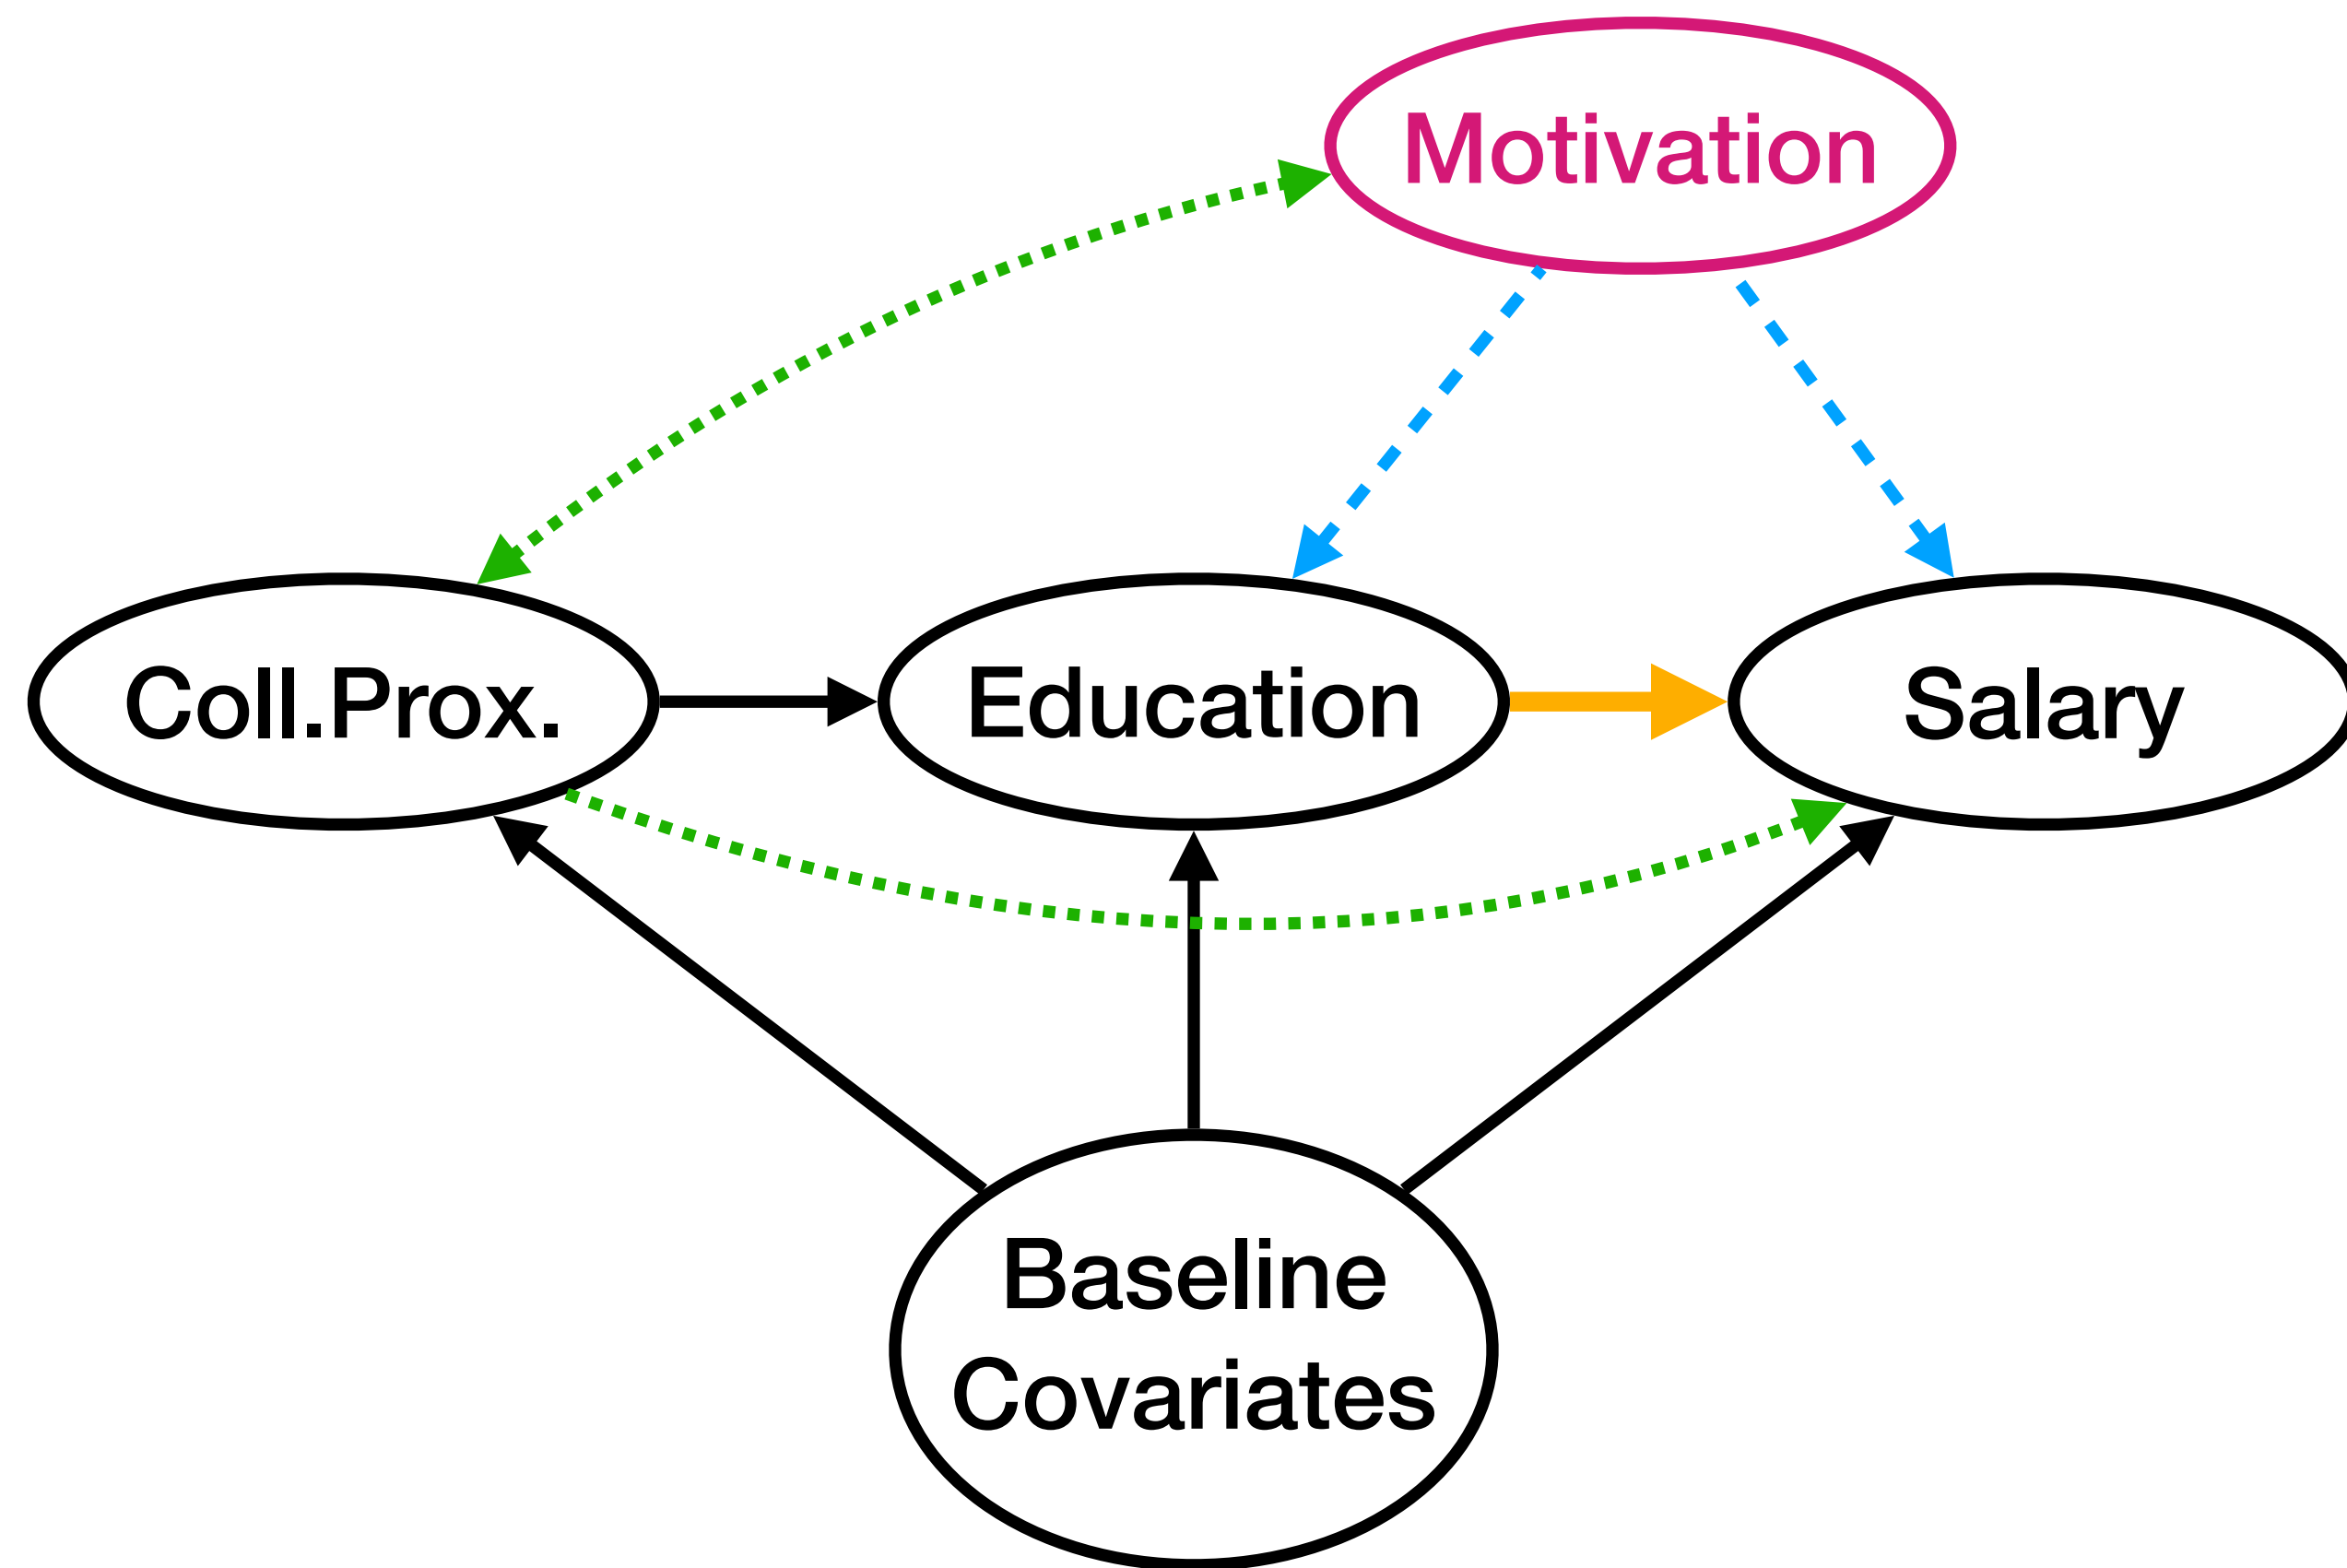 Motivation
Coll.Prox.
Education
Salary
Baseline
Covariates